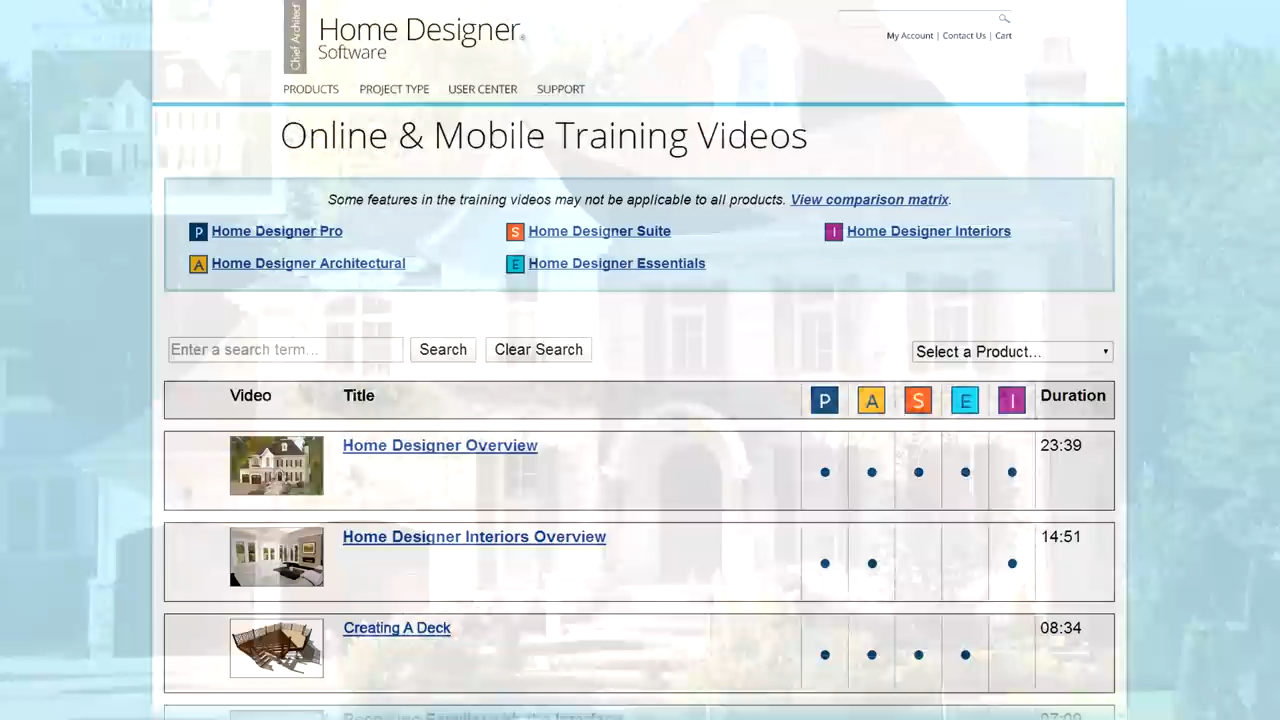 Chief Architect
Home Designer®
Software
My Account | Contact Us | Cart
PRODUCTS PROJECT TYPE USER CENTER SUPPORT
Online & Mobile Training Videos
Some features in the training videos may not be applicable to all products. View comparison matrix.
P Home Designer Pro S Home Designer Suite I Home Designer Interiors
A Home Designer Architectural E Home Designer Essentials
Enter a search term... Search Clear Search Select a Product...
Video Title P A S E I Duration
Home Designer Overview 23:39
Home Designer Interiors Overview 14:51
Creating A Deck 08:34